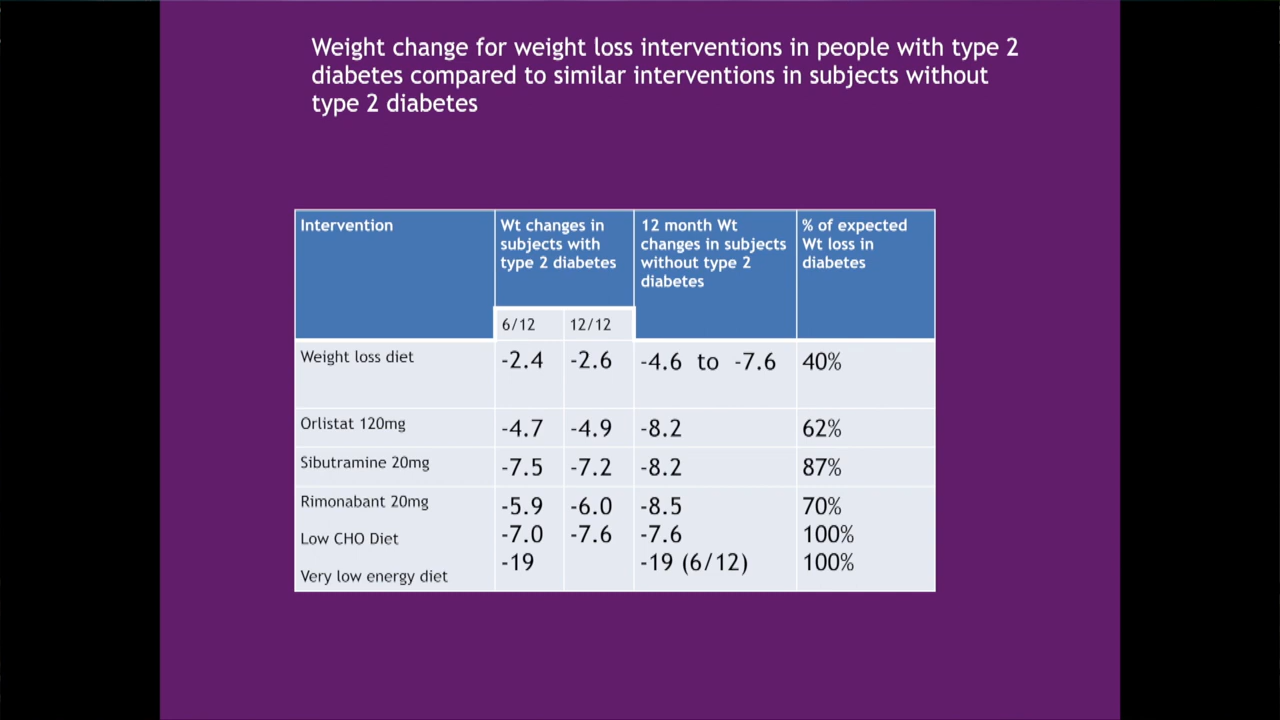 Weight change for weight loss interventions in people with type 2
diabetes compared to similar interventions in subjects without
type 2 diabetes
Intervention
Wt changes in
subjects with
type 2 diabetes
12 month Wt
changes in subjects
without type 2
diabetes
% of expected
Wt loss in
diabetes
6/12 12/12
Weight loss diet -2.4 -2.6 -4.6 to -7.6 40%
Orlistat 120mg -4.7 -4.9 -8.2 62%
Sibutramine 20mg -7.5 -7.2 -8.2 87%
Rimonabant 20mg -5.9 -6.0 -8.5 70%
Low CHO Diet -7.0 -7.6 -7.6 100%
Very low energy diet -19 -19 (6/12) 100%